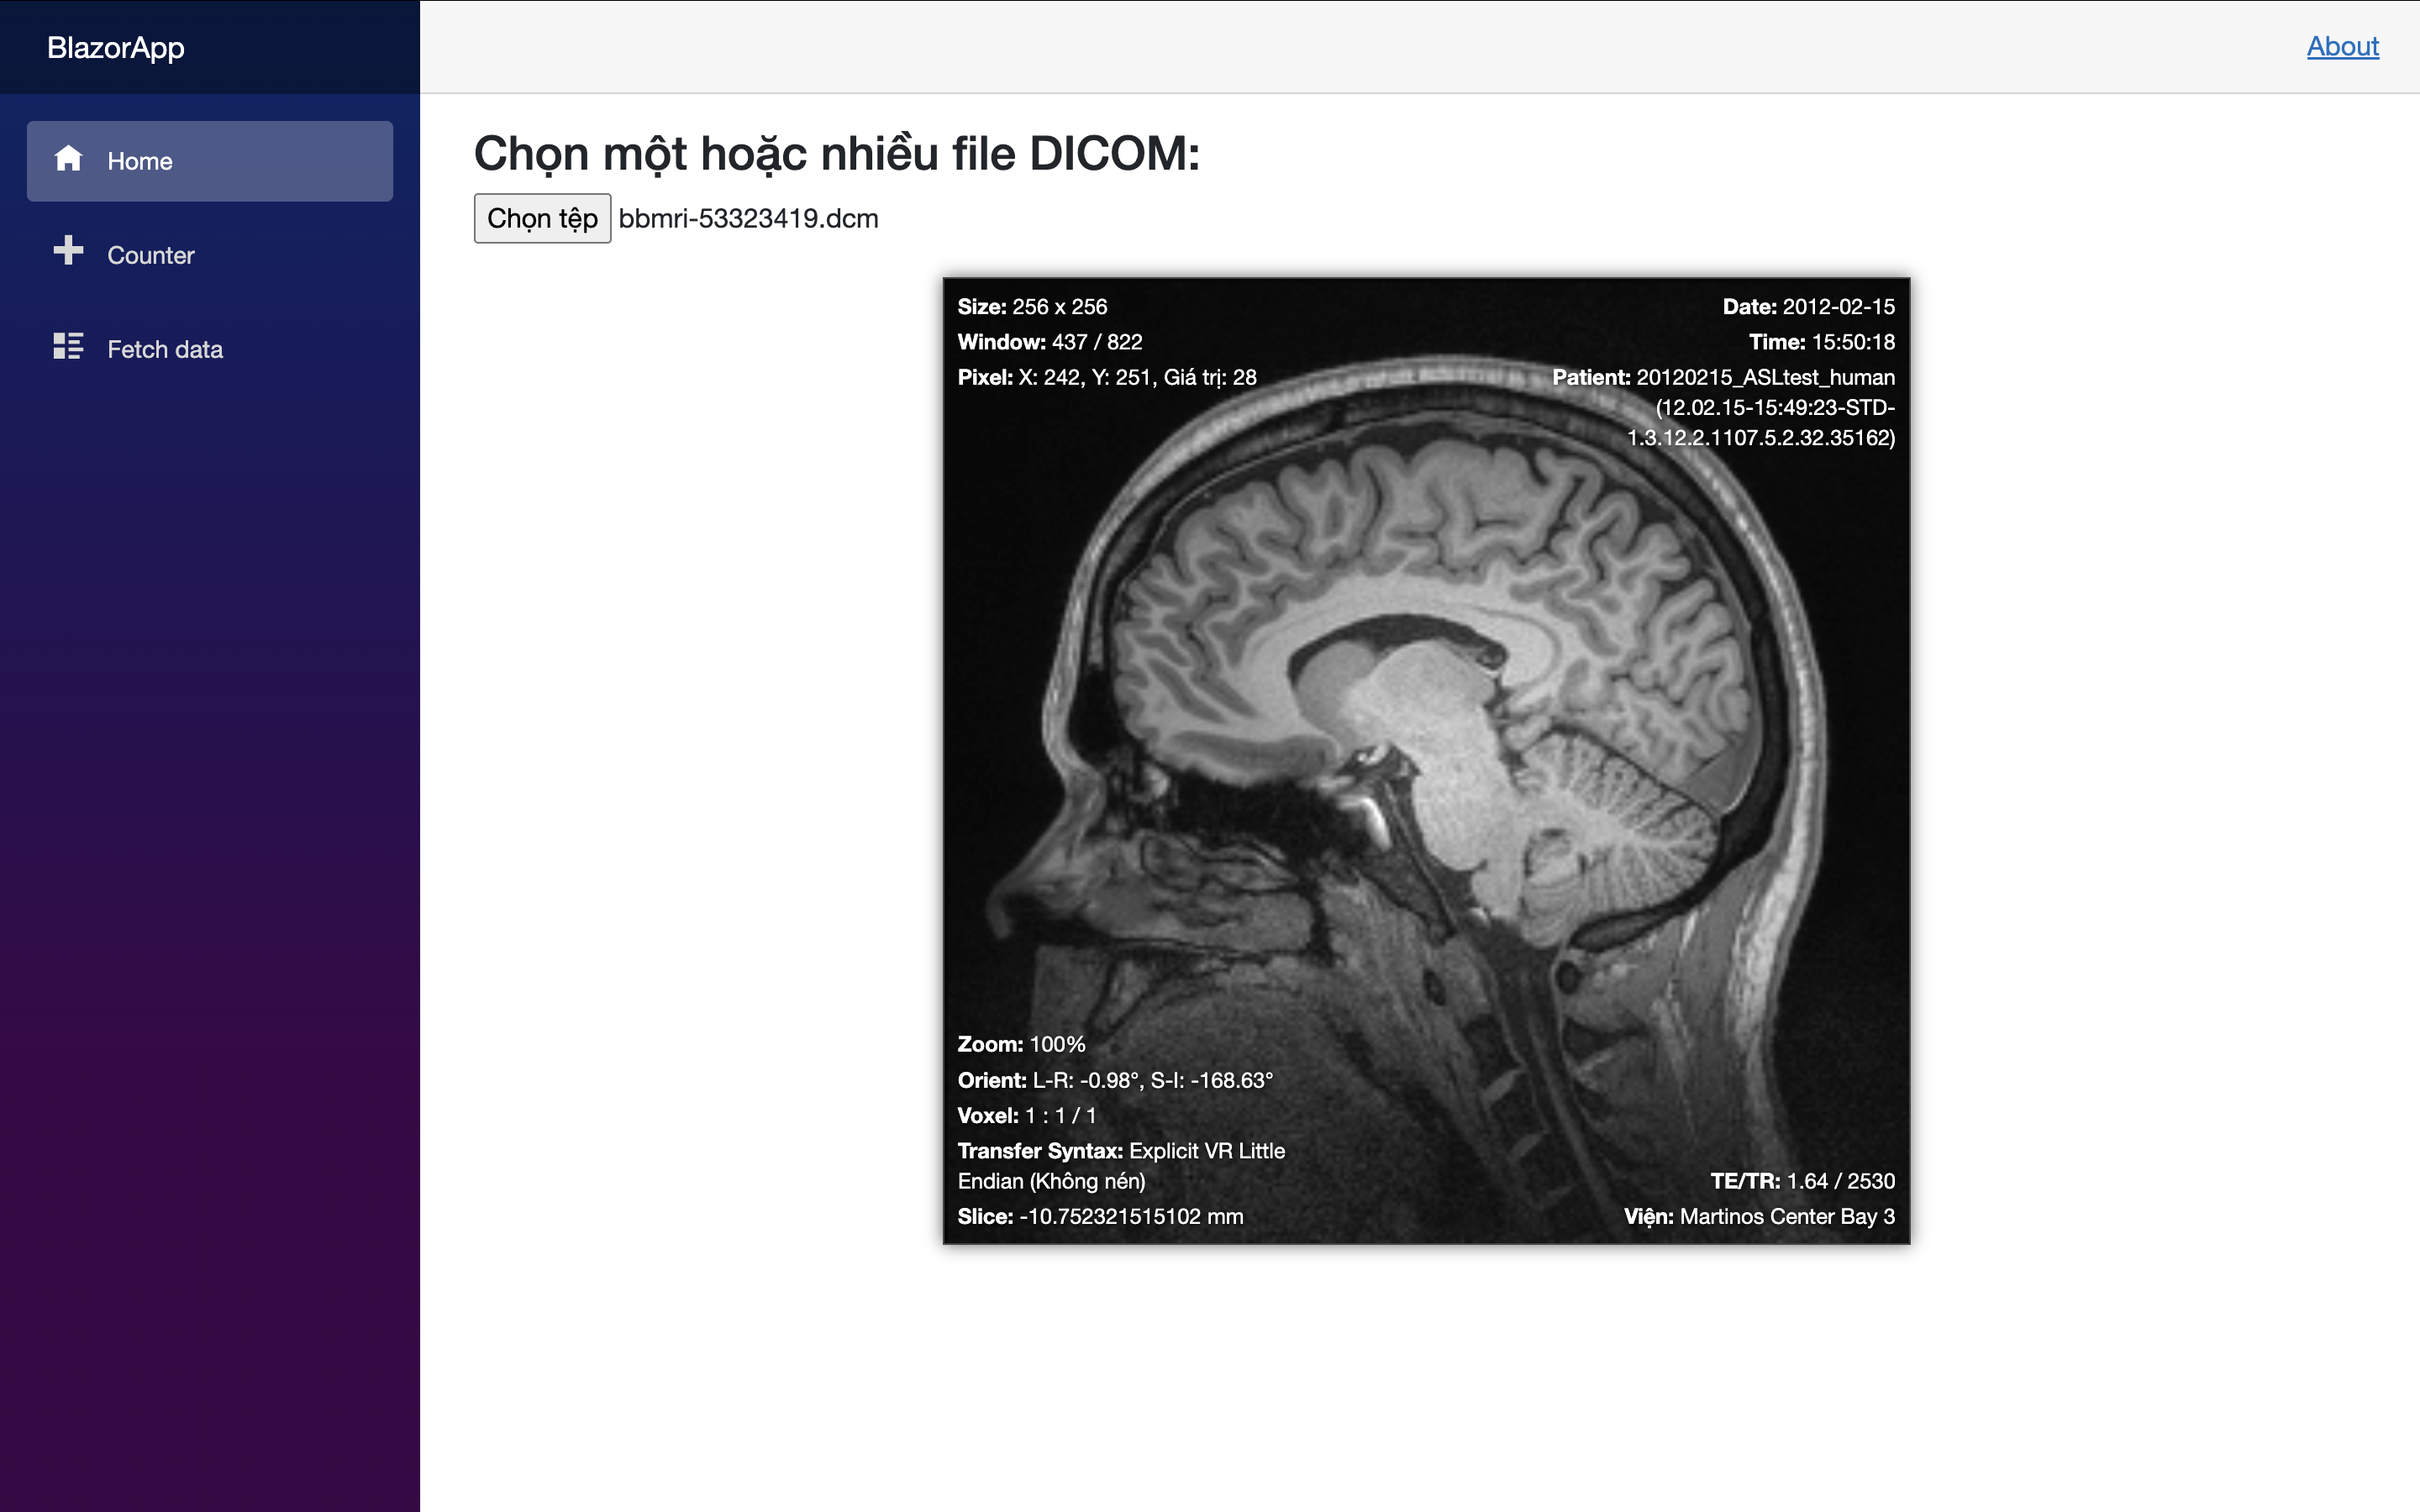 BlazorApp
About
Home
Counter
Fetch data
Chọn một hoặc nhiều file DICOM:
Chọn tệp bbmri-53323419.dcm
Size: 256 x 256
Window: 437 / 822
Pixel: X: 242, Y: 251, Giá trị: 28
Date: 2012-02-15
Time: 15:50:18
Patient: 20120215_ASLtest_human
(12.02.15-15:49:23-STD-
1.3.12.2.1107.5.2.32.35162)
Zoom: 100%
Orient: L-R: -0.98°, S-I: -168.63°
Voxel: 1 : 1 / 1
Transfer Syntax: Explicit VR Little
Endian (Không nén)
Slice: -10.752321515102 mm
TE/TR: 1.64 / 2530
Viện: Martinos Center Bay 3